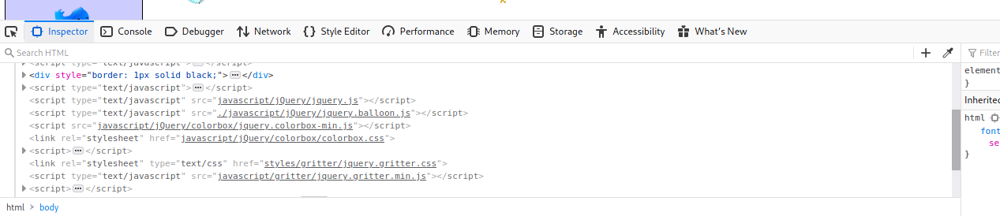 Inspector Console Debugger Network Style Editor Performance Memory Storage Accessibility What's New
Search HTML
Filter
<script type="text/javascript"></script>
<div style="border: 1px solid black;"></div>
<script type="text/javascript"></script>
<script type="text/javascript" src="javascript/jQuery/jquery.js"></script>
<script type="text/javascript" src="./javascript/jQuery/jquery.balloon.js"></script>
<script src="javascript/jQuery/colorbox/jquery.colorbox-min.js"></script>
<link rel="stylesheet" href="javascript/jQuery/colorbox/colorbox.css">
<script></script>
<link rel="stylesheet" type="text/css" href="styles/gritter/jquery.gritter.css">
<script type="text/javascript" src="javascript/gritter/jquery.gritter.min.js"></script>
<script></script>
html > body
element
}
Inherited
html
font
se
}